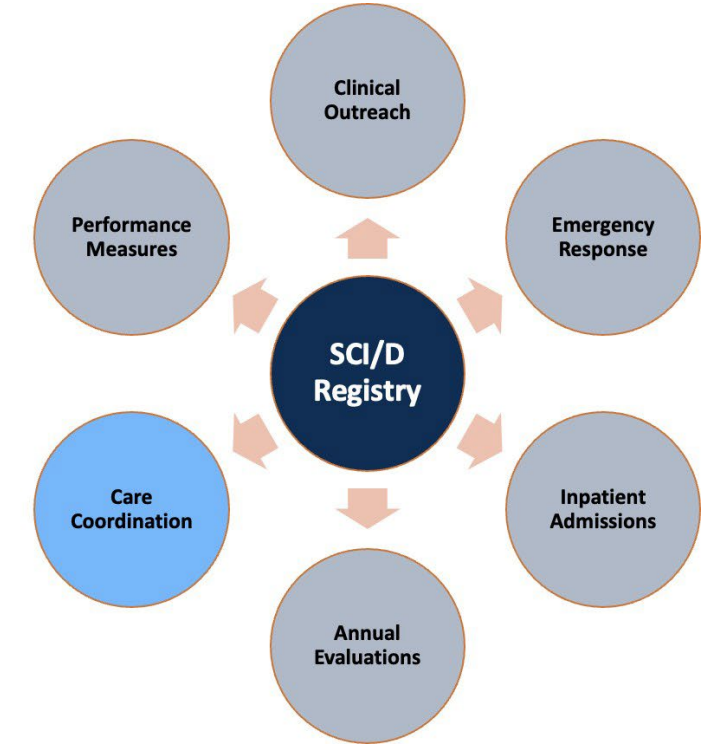 Clinical
Outreach
Performance
Measures
Emergency
Response
SCI/D
Registry
Care
Coordination
Inpatient
Admissions
Annual
Evaluations